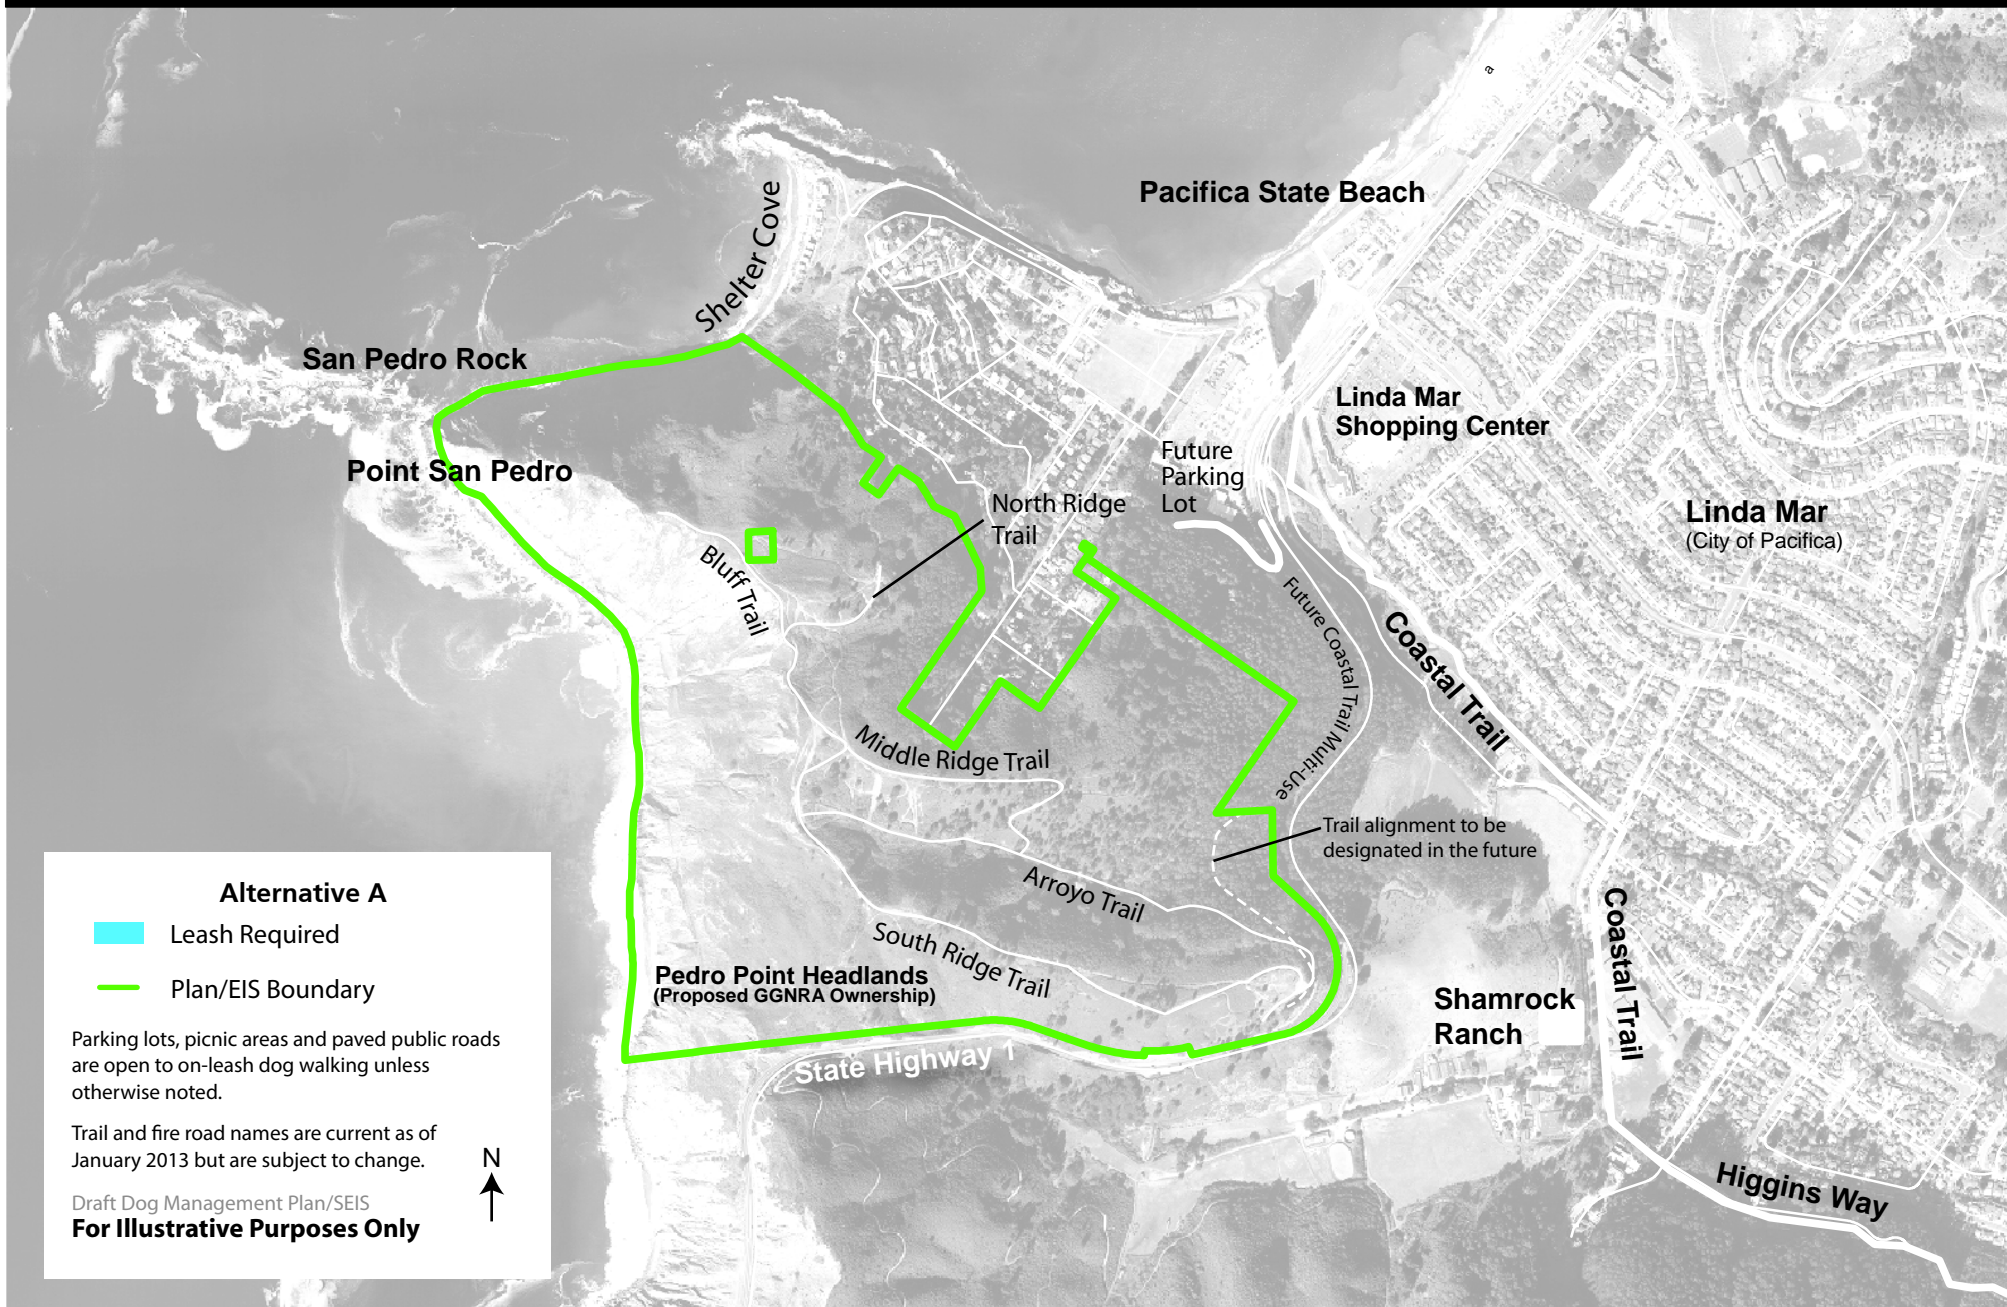 a
Pacifica State Beach
Shelter Cove
San Pedro Rock
Linda Mar
Shopping Center
Point San Pedro
Future
Parking
Lot
North Ridge
Trail
Linda Mar
(City of Pacifica)
Bluff Trail
Future Coastal Trail Multi-Use
Coastal Trail
Middle Ridge Trail
Trail alignment to be
designated in the future
Arroyo Trail
South Ridge Trail
Coastal Trail
Pedro Point Headlands
(Proposed GGNRA Ownership)
Shamrock
Ranch
State Highway 1
Higgins Way
Alternative A
Leash Required
Plan/EIS Boundary
Parking lots, picnic areas and paved public roads
are open to on-leash dog walking unless
otherwise noted.
Trail and fire road names are current as of
January 2013 but are subject to change.
N
Draft Dog Management Plan/SEIS
For Illustrative Purposes Only